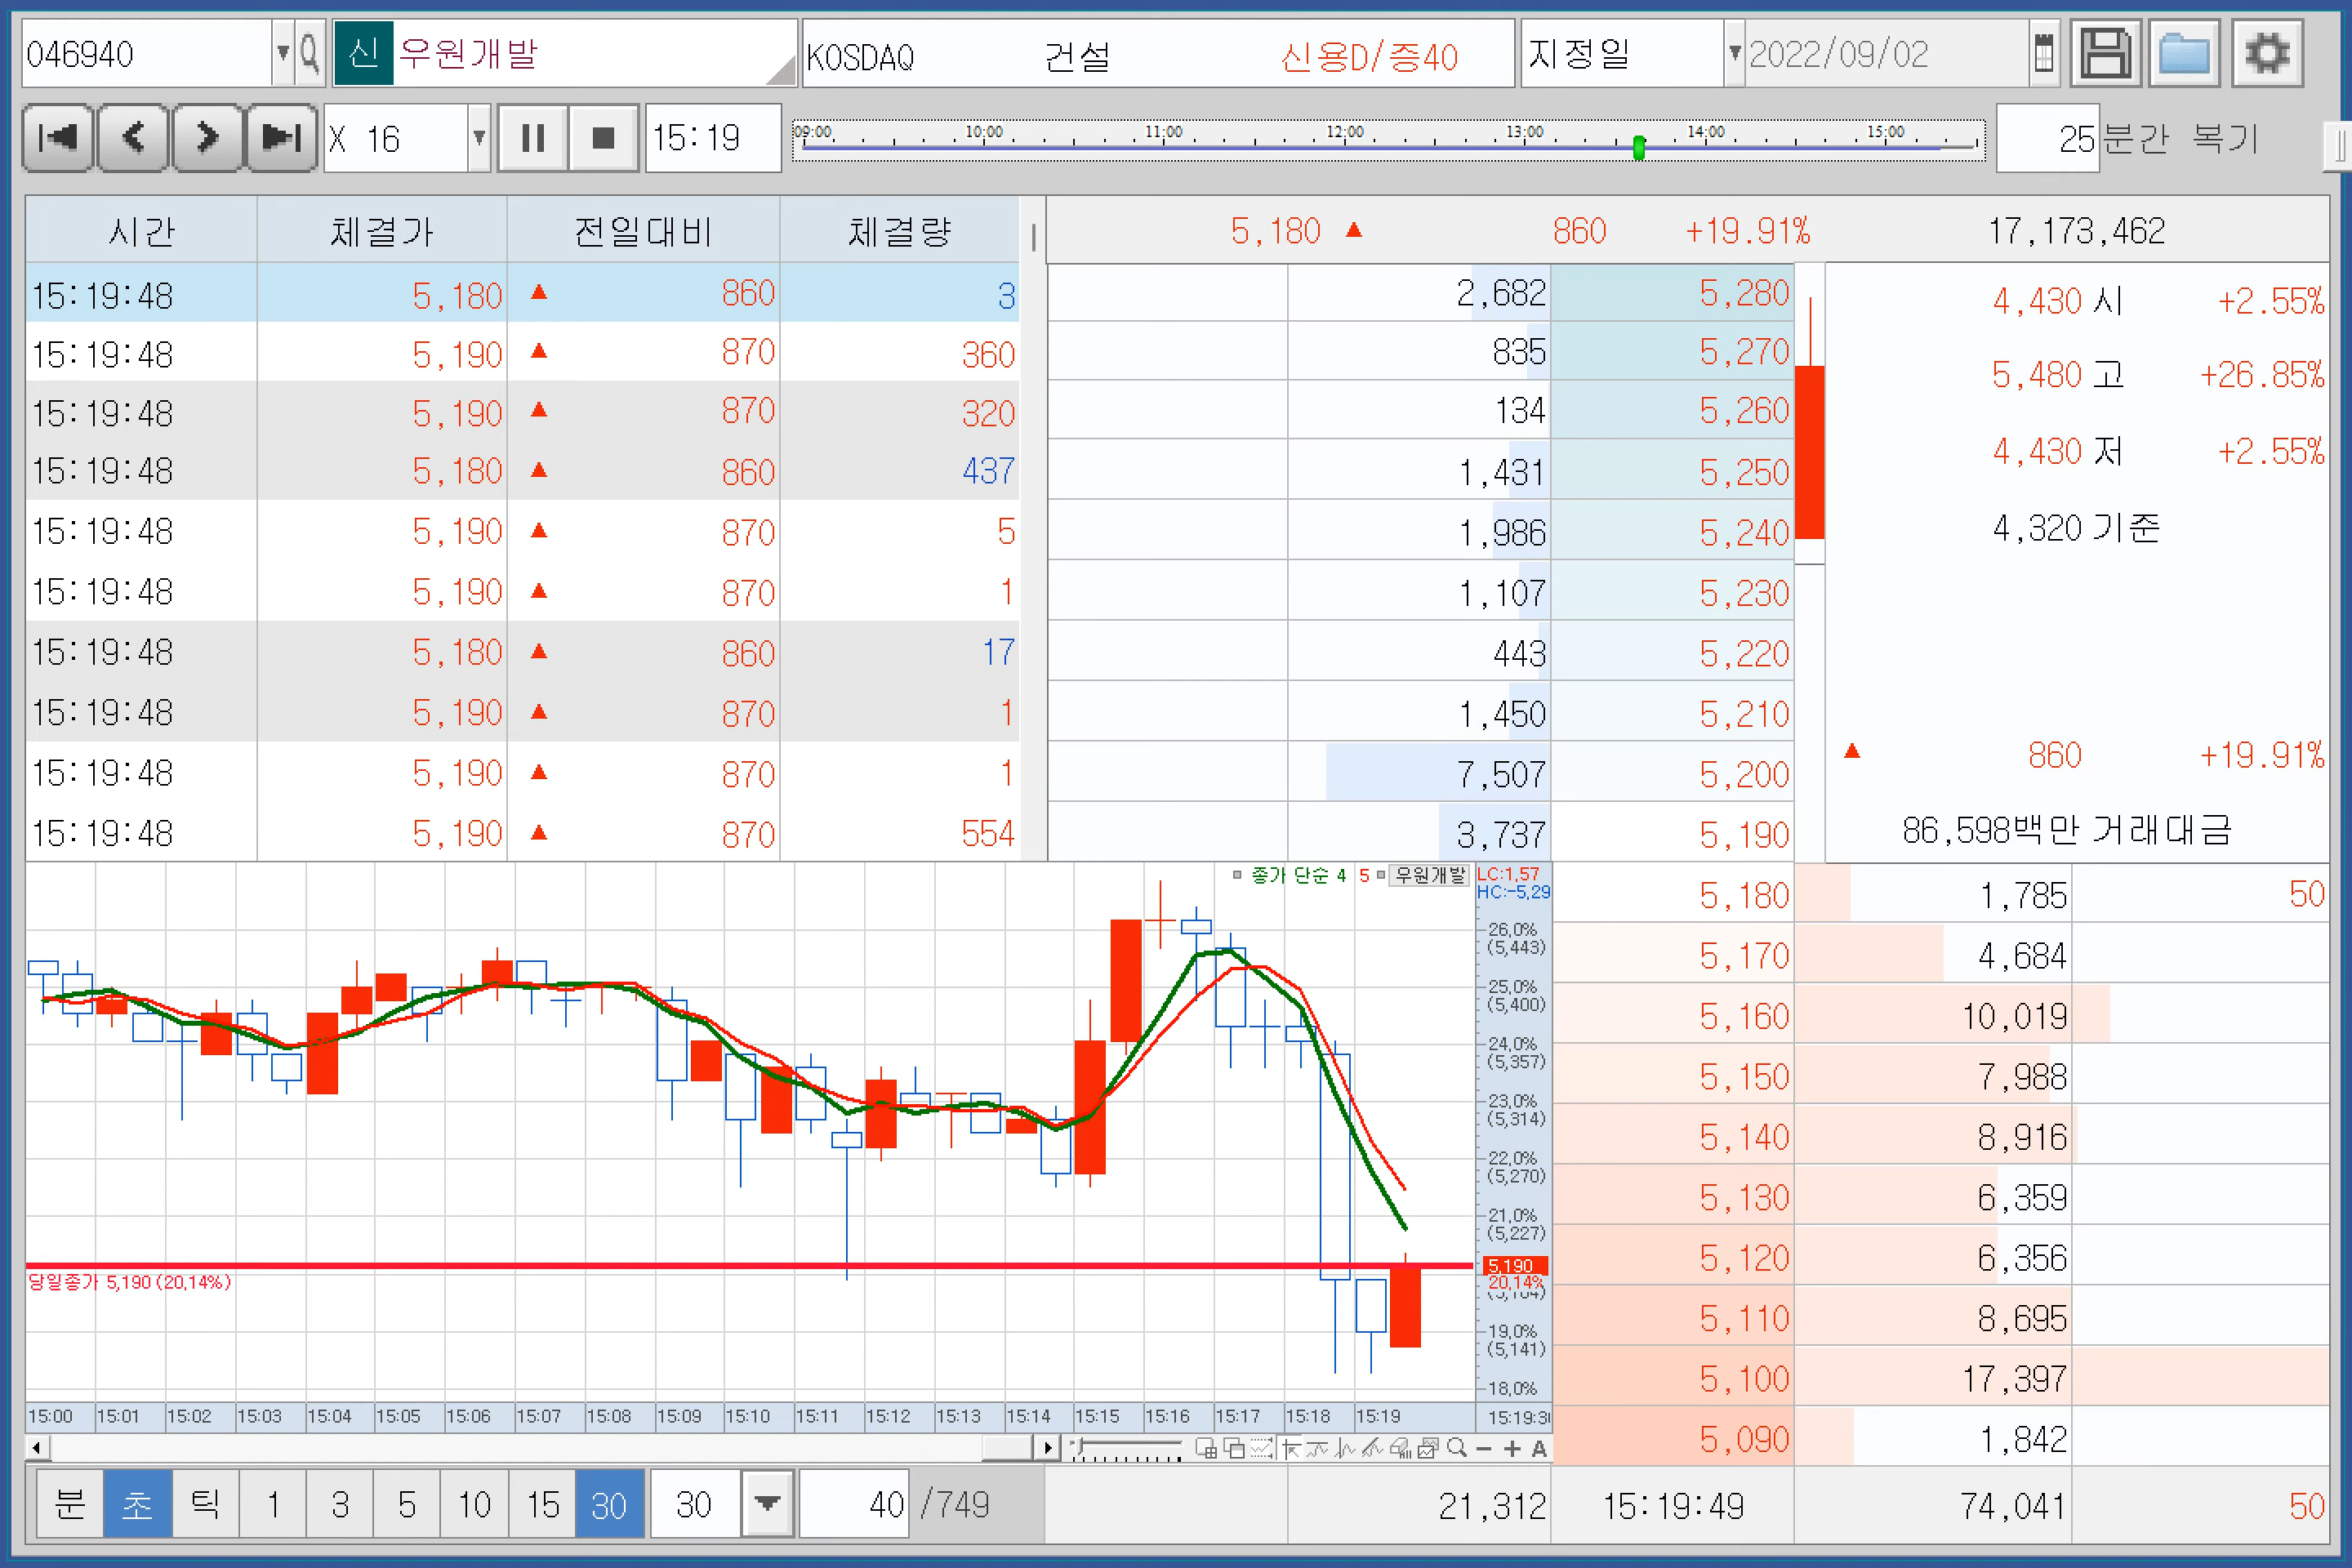 046940 신 우원개발 KOSDAQ 건설 신용D/증40 지정일 2022/09/02
X 16 15:19 09:00 10:00 11:00 12:00 13:00 14:00 15:00 25 분간 복기
시간 체결가 전일대비 체결량
15:19:48 5,180 ▲ 860 3
15:19:48 5,190 ▲ 870 360
15:19:48 5,190 ▲ 870 320
15:19:48 5,180 ▲ 860 437
15:19:48 5,190 ▲ 870 5
15:19:48 5,190 ▲ 870 1
15:19:48 5,180 ▲ 860 17
15:19:48 5,190 ▲ 870 1
15:19:48 5,190 ▲ 870 1
15:19:48 5,190 ▲ 870 554
5,180 ▲ 860 +19.91% 17,173,462
2,682 5,280
835 5,270
134 5,260
1,431 5,250
1,986 5,240
1,107 5,230
443 5,220
1,450 5,210
7,507 5,200
3,737 5,190
4,430 시 +2.55%
5,480 고 +26.85%
4,430 저 +2.55%
4,320 기준
▲ 860 +19.91%
86,598백만 거래대금
5,180 1,785 50
5,170 4,684
5,160 10,019
5,150 7,988
5,140 8,916
5,130 6,359
5,120 6,356
5,110 8,695
5,100 17,397
5,090 1,842
종가 단순 4 5 우원개발
LC:1,57
HC:-5,29
26,0%
(5,443)
25,0%
(5,400)
24,0%
(5,357)
23,0%
(5,314)
22,0%
(5,270)
21,0%
(5,227)
5,190
20,14%
19,0%
(5,141)
18,0%
당일종가 5,190 (20,14%)
15:00 15:01 15:02 15:03 15:04 15:05 15:06 15:07 15:08 15:09 15:10 15:11 15:12 15:13 15:14 15:15 15:16 15:17 15:18 15:19 15:19:3
A
분 초 틱 1 3 5 10 15 30 30 40 /749
21,312 15:19:49 74,041 50